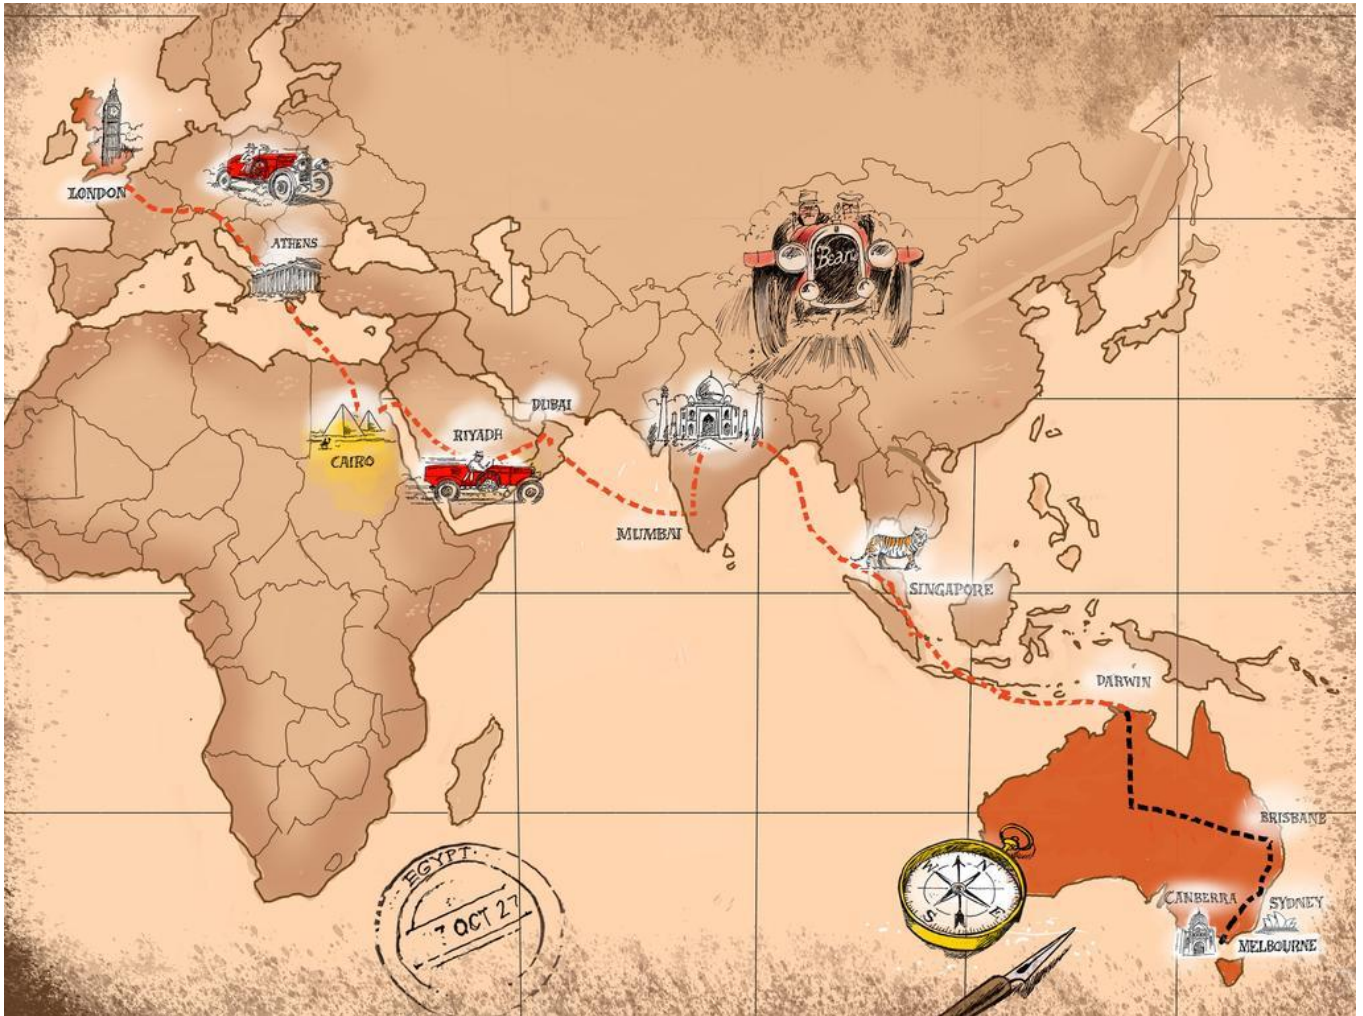 LONDON
ATHENS
Bean
DUBAI
RIYADH
CAIRO
MUMBAI
SINGAPORE
DARWIN
BRISBANE
EGYPT
7 OCT 27
W
N
S
E
CANBERRA
SYDNEY
MELBOURNE